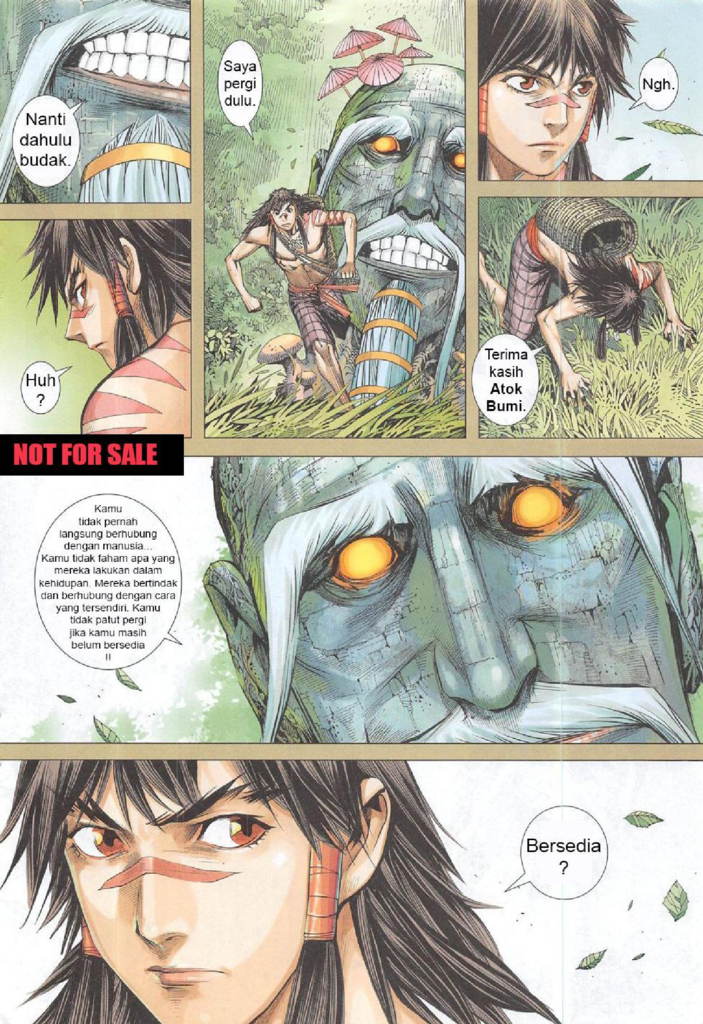 Ngh.
Terima
kasih
Atok
Bumi.
Saya
pergi
dulu.
Nanti
dahulu
budak.
Huh
?
NOT FOR SALE
Kamu
tidak pernah
langsung berhubung
dengan manusia...
Kamu tidak faham apa yang
mereka lakukan dalam
kehidupan. Mereka bertindak
dan berhubung dengan cara
yang tersendiri. Kamu
tidak patut pergi
jika kamu masih
belum bersedia
!!
Bersedia
?